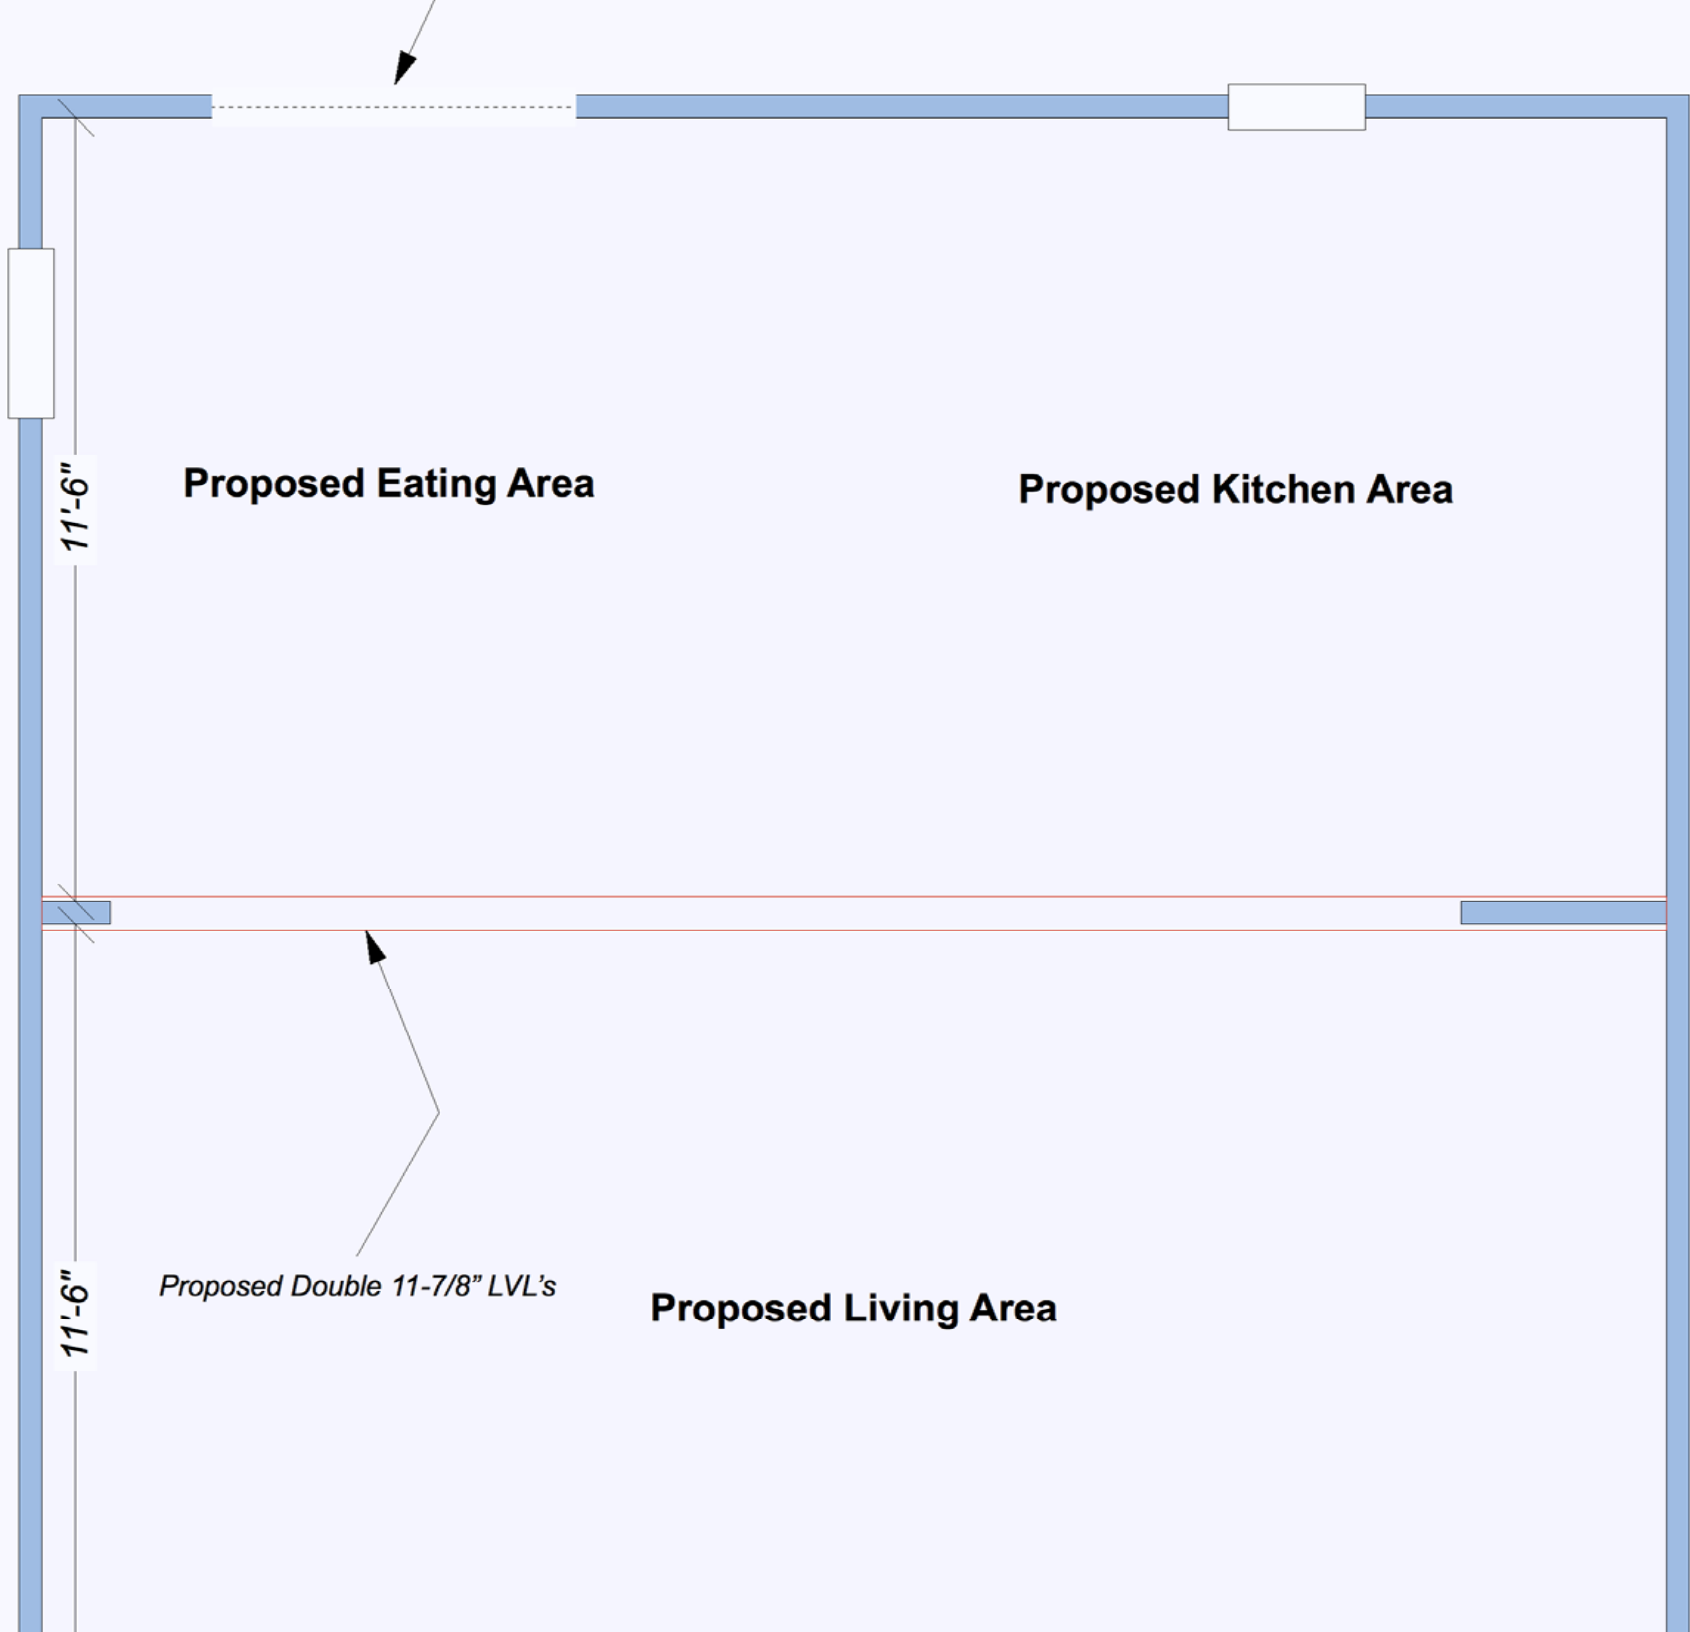 Proposed Eating Area
Proposed Kitchen Area
11'-6"
Proposed Double 11-7/8” LVL’s
Proposed Living Area
11'-6"